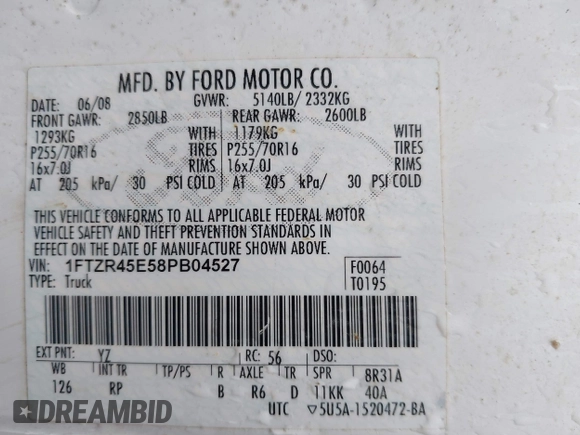 MFD. BY FORD MOTOR CO.
DATE: 06/08 GVWR: 5140LB/ 2332KG
FRONT GAWR: 2850LB REAR GAWR: 2600LB
1293KG WITH 1179KG WITH
P255/70R16 TIRES P255/70R16 TIRES
16x7.0J RIMS 16x7.0J RIMS
AT 205 kPa/ 30 PSI COLD AT 205 kPa/ 30 PSI COLD
THIS VEHICLE CONFORMS TO ALL APPLICABLE FEDERAL MOTOR
VEHICLE SAFETY AND THEFT PREVENTION STANDARDS IN
EFFECT ON THE DATE OF MANUFACTURE SHOWN ABOVE.
VIN: 1FTZR45E58PB04527 F0064
TYPE: Truck T0195
EXT PNT: YZ RC: 56 DSO:
WB INT TR TP/PS R AXLE TR SPR 8R31A
126 RP B R6 D 11KK 40A
UTC ▽5U5A-1520472-BA
DREAMBID